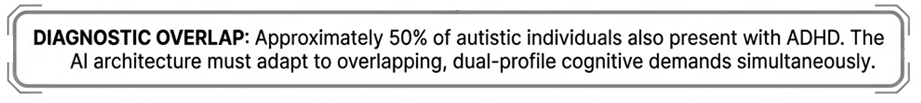 DIAGNOSTIC OVERLAP: Approximately 50% of autistic individuals also present with ADHD. The
AI architecture must adapt to overlapping, dual-profile cognitive demands simultaneously.